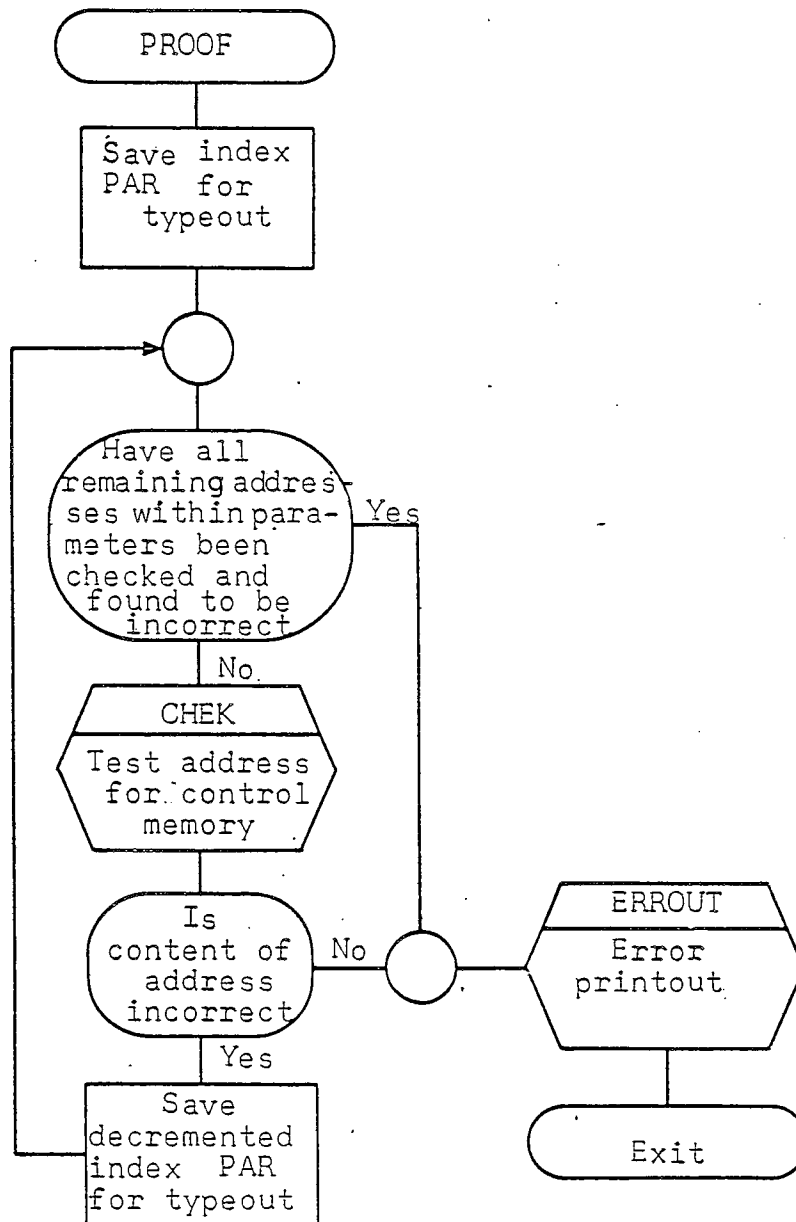 PROOF
Save index
PAR for
typeout
Have all
remaining addres-
ses within para-
meters been
checked and
found to be
incorrect
Yes
No
CHEK
Test address
for control
memory
Is
content of
address
incorrect
No
Yes
ERROUT
Error
printout
Save
decremented
index PAR
for typeout
Exit